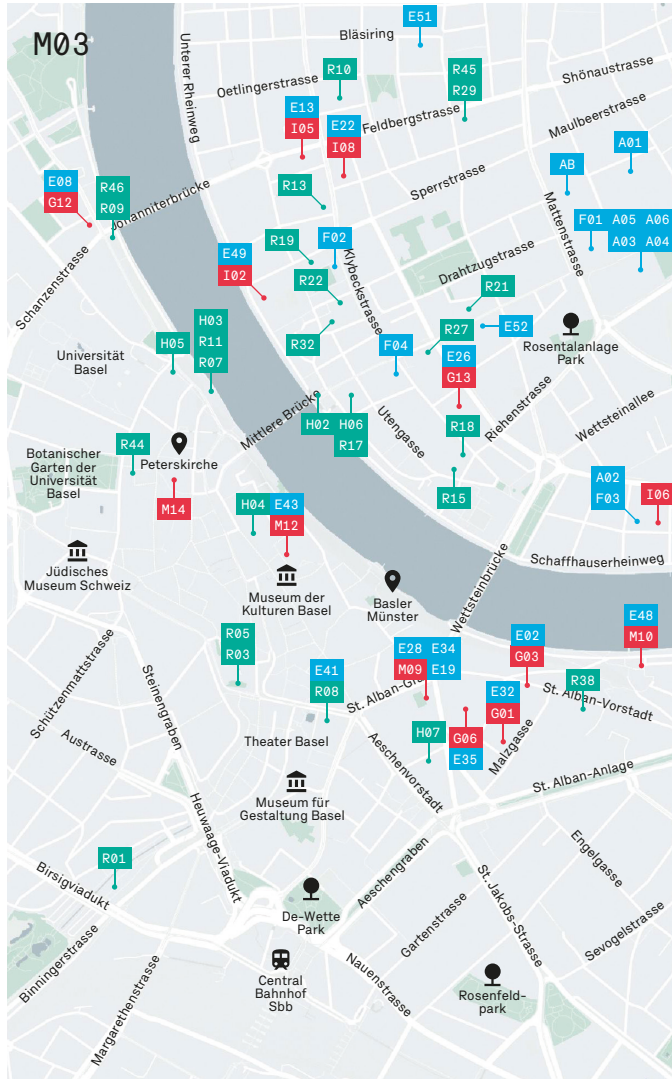 M03
E51
Bläsiring
Unterer Rheinweg
R10
Oetlingerstrasse
R45
R29
Shönaustrasse
E13
I05
E22
I08
Feldbergstrasse
Maulbeerstrasse
A01
AB
E08
G12
R46
R09
Johanniterbrücke
R13
Sperrstrasse
Mattenstrasse
F01 A05 A06
A03 A04
Schanzenstrasse
E49
I02
R19
F02
R22
Klybeckstrasse
Drahtzugstrasse
R21
H03
R11
R07
H05
R32
R27
E52
F04
E26
G13
Rosentalanlage
Park
Universität
Basel
Mittlere Brücke
H02 H06
R17
Utengasse
Riehenstrasse
Wettsteinallee
R18
R15
Botanischer
Garten der
Universität
Basel
R44
Peterskirche
M14
H04 E43
M12
A02
F03
I06
Jüdisches
Museum Schweiz
Museum der
Kulturen Basel
Basler
Münster
Wettsteinbrücke
Schaffhauserheinweg
E48
M10
Schützenmattstrasse
Steinengraben
R05
R03
E41
R08
St. Alban-Gr
E28 E34
M09 E19
E02
G03
E32
G01
R38
St. Alban-Vorstadt
Austrasse
Theater Basel
Aeschenvorstadt
H07
G06
E35
Malzgasse
St. Alban-Anlage
Museum für
Gestaltung Basel
Heuwaage-Viadukt
Aeschengraben
Engelgasse
R01
Birsigviadukt
De-Wette
Park
St. Jakobs-Strasse
Gartenstrasse
Sevogelstrasse
Binningerstrasse
Margarethenstrasse
Central
Bahnhof
Sbb
Nauenstrasse
Rosenfeld-
park